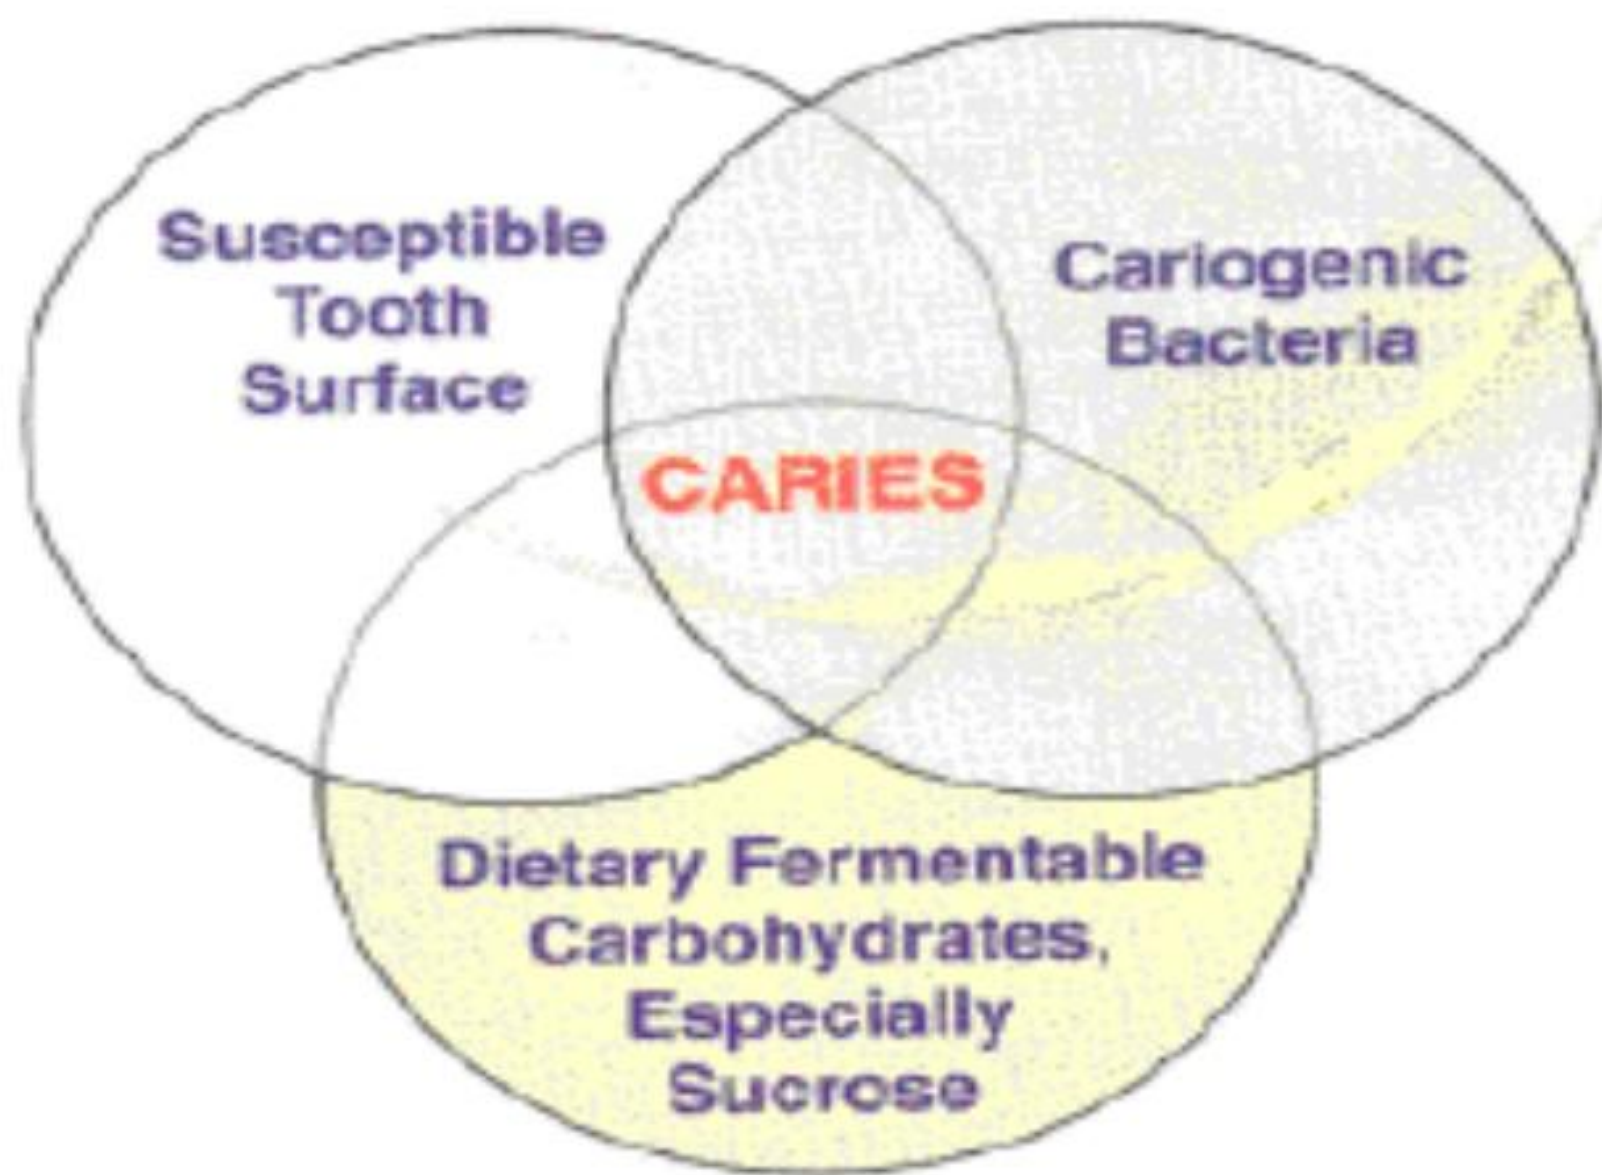 Susceptible
Tooth
Surface
Cariogenic
Bacteria
CARIES
Dietary Fermentable
Carbohydrates,
Especially
Sucrose